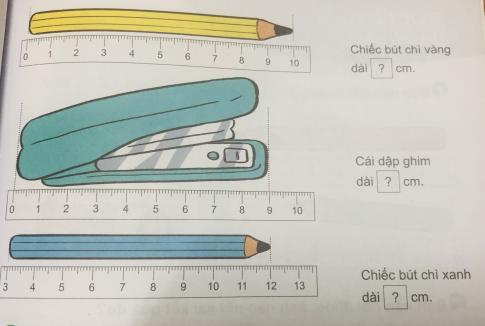 0 1 2 3 4 5 6 7 8 9 10
Chiếc bút chì vàng
dài ? cm.
0 1 2 3 4 5 6 7 8 9 10
Cái dập ghim
dài ? cm.
3 4 5 6 7 8 9 10 11 12 13
Chiếc bút chì xanh
dài ? cm.